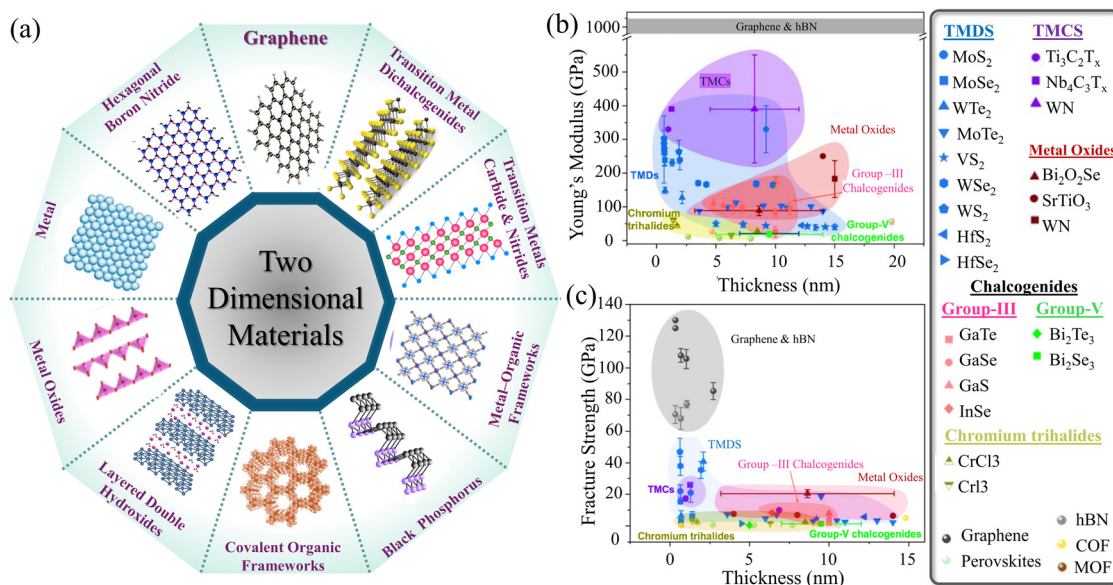 (a)
Graphene
Transition Metal
Dichalcogenides
Transition Metals
Carbide & Nitrides
Metal–Organic
Frameworks
Black Phosphorus
Covalent Organic
Frameworks
Layered Double
Hydroxides
Metal Oxides
Metal
Hexagonal
Boron Nitride
Two
Dimensional
Materials
(b)
Graphene & hBN
1000
500
400
300
200
100
0
Young's Modulus (GPa)
TMCs
Metal Oxides
TMDs
Group –III
Chalcogenides
Chromium
trihalides
Group-V
chalcogenides
0
5
10
15
20
Thickness (nm)
(c)
140
120
100
80
60
40
20
0
Fracture Strength (GPa)
Graphene & hBN
TMDS
Group –III Chalcogenides
Metal Oxides
TMCs
Chromium trihalides
Group-V chalcogenides
0
5
10
15
Thickness (nm)
TMDS
MoS2
MoSe2
WTe2
MoTe2
VS2
WSe2
WS2
HfS2
HfSe2
TMCS
Ti3C2Tx
Nb4C3Tx
WN
Metal Oxides
Bi2O2Se
SrTiO3
WN
Chalcogenides
Group-III
GaTe
GaSe
GaS
InSe
Group-V
Bi2Te3
Bi2Se3
Chromium trihalides
CrCl3
CrI3
Graphene
Perovskites
hBN
COF
MOF